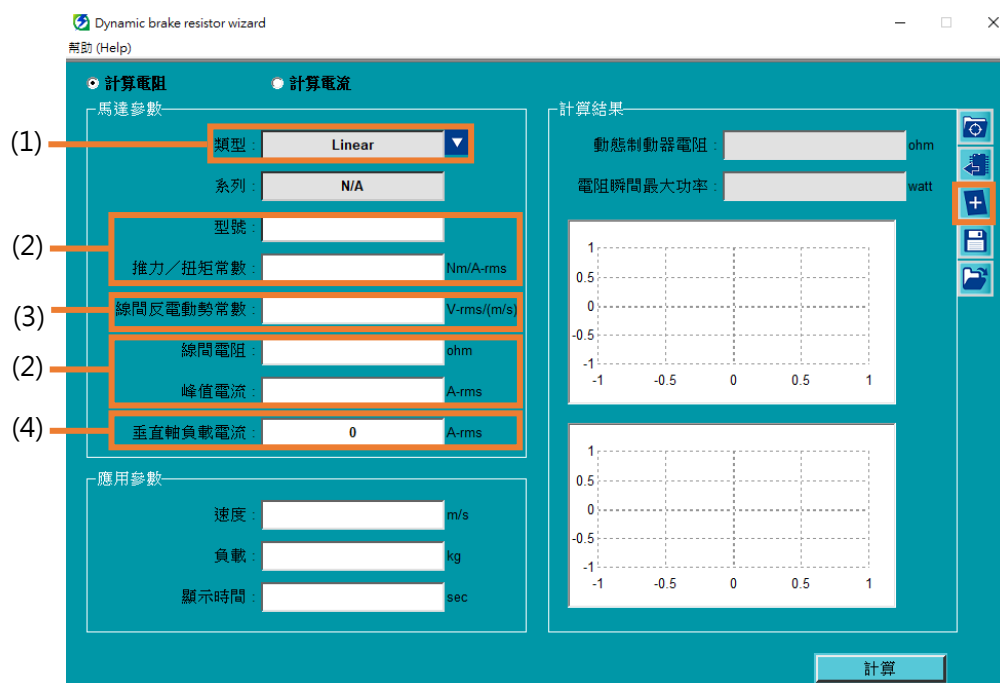 Dynamic brake resistor wizard
幫助 (Help)
計算電阻
計算電流
馬達參數
(1)
類型 :
Linear
系列 :
N/A
(2)
型號 :
推力／扭矩常數 :
Nm/A-rms
(3)
線間反電動勢常數 :
V-rms/(m/s)
(2)
線間電阻 :
ohm
峰值電流 :
A-rms
(4)
垂直軸負載電流 :
0
A-rms
應用參數
速度 :
m/s
負載 :
kg
顯示時間 :
sec
計算結果
動態制動器電阻 :
ohm
電阻瞬間最大功率 :
watt
1
0.5
0
-0.5
-1
-1 -0.5 0 0.5 1
1
0.5
0
-0.5
-1
-1 -0.5 0 0.5 1
計算